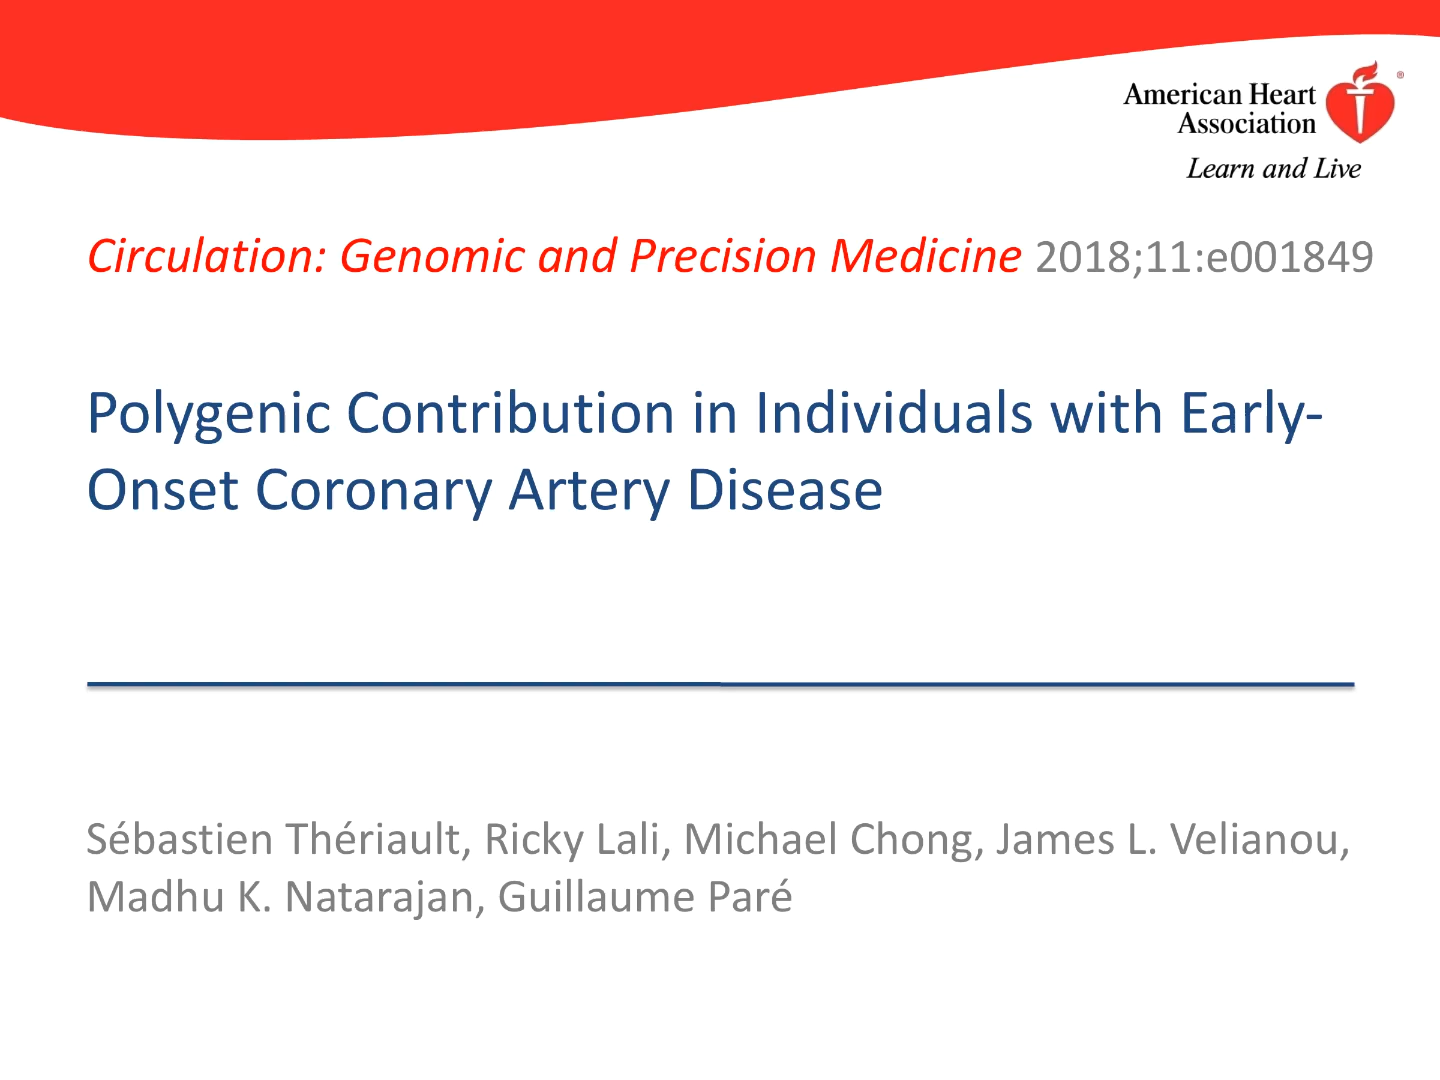 American Heart
Association
®
Learn and Live
Circulation: Genomic and Precision Medicine 2018;11:e001849
Polygenic Contribution in Individuals with Early-
Onset Coronary Artery Disease
Sébastien Thériault, Ricky Lali, Michael Chong, James L. Velianou,
Madhu K. Natarajan, Guillaume Paré